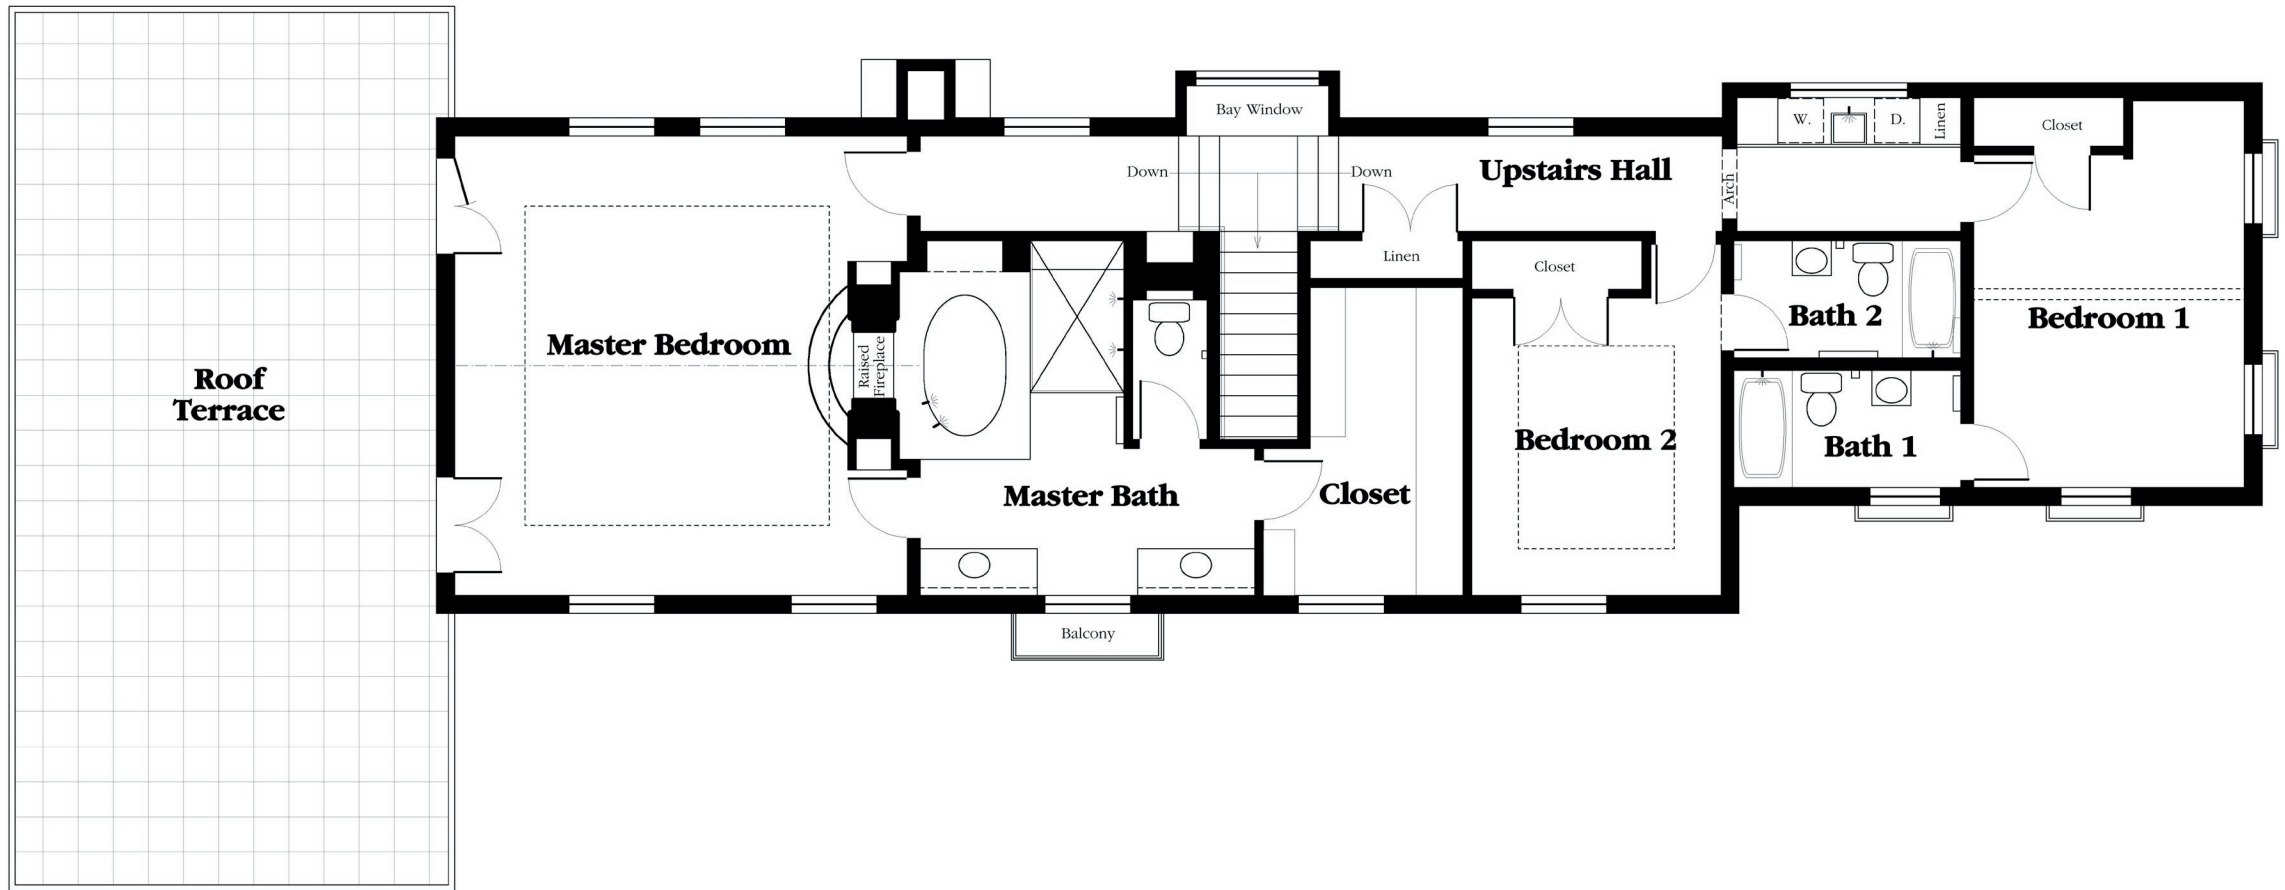 Bay Window
W.
D.
Linen
Closet
Down
Down
Upstairs Hall
Arch
Linen
Closet
Bath 2
Bedroom 1
Master Bedroom
Raised
Fireplace
Roof
Terrace
Bedroom 2
Bath 1
Master Bath
Closet
Balcony